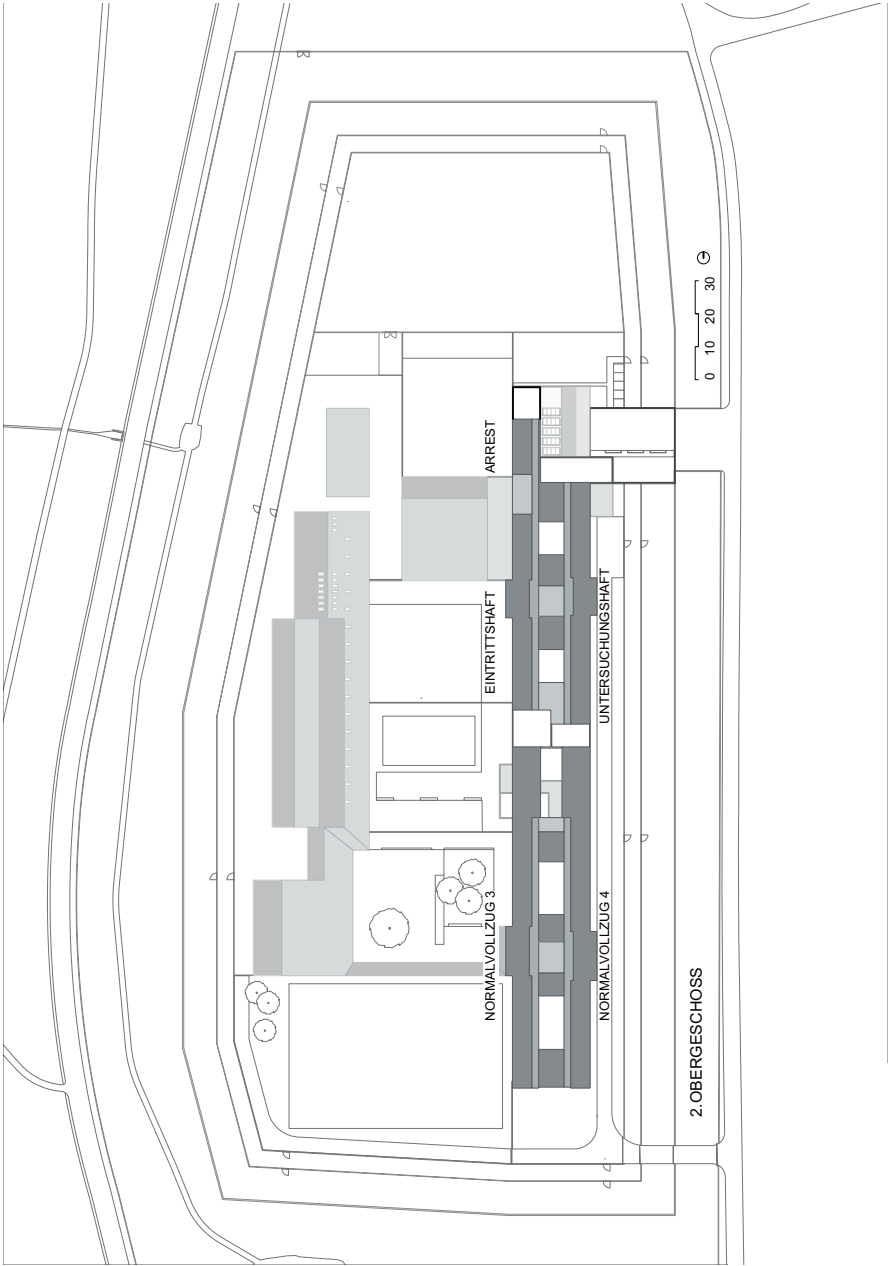 ARREST
EINTRITTSHAFT
UNTERSUCHUNGSHAFT
NORMALVOLLZUG 3
NORMALVOLLZUG 4
2.OBERGESCHOSS
0 10 20 30